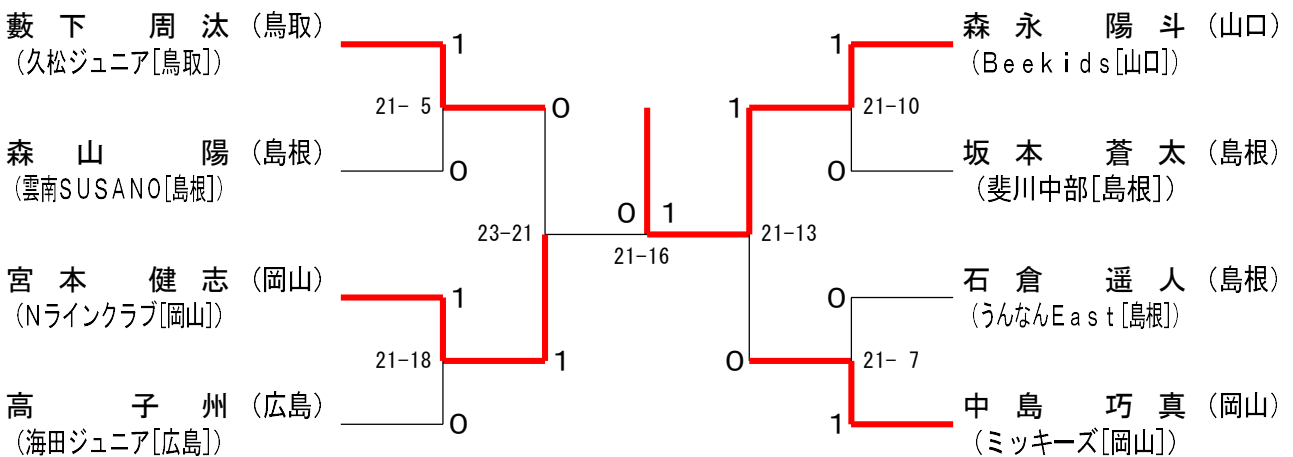 藪下 周汰 (鳥取)
(久松ジュニア[鳥取])
森山 陽 (島根)
(雲南SUSANO[島根])
宮本 健志 (岡山)
(Nラインクラブ[岡山])
高 子州 (広島)
(海田ジュニア[広島])
1
21- 5
0
0
23-21
1
21-18
0
1
0 1
21-16
1
21-13
0
1
21-10
0
0
21- 7
1
森永 陽斗 (山口)
(Beekids[山口])
坂本 蒼太 (島根)
(斐川中部[島根])
石倉 遥人 (島根)
(うんなんEast[島根])
中島 巧真 (岡山)
(ミッキーズ[岡山])